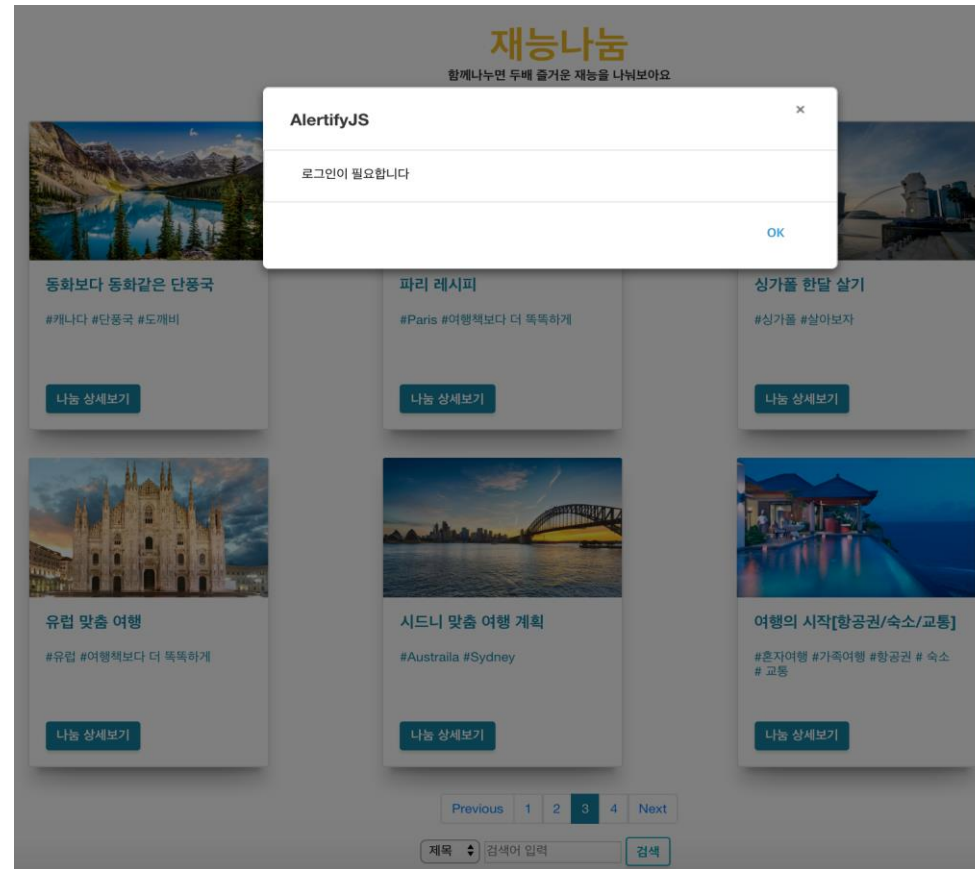 재능나눔
함께나누면 두배 즐거운 재능을 나눠보아요
AlertifyJS
×
로그인이 필요합니다
OK
동화보다 동화같은 단풍국
#캐나다 #단풍국 #도깨비
나눔 상세보기
파리 레시피
#Paris #여행책보다 더 똑똑하게
나눔 상세보기
싱가폴 한달 살기
#싱가폴 #살아보자
나눔 상세보기
유럽 맞춤 여행
#유럽 #여행책보다 더 똑똑하게
나눔 상세보기
시드니 맞춤 여행 계획
#Austraila #Sydney
나눔 상세보기
여행의 시작[항공권/숙소/교통]
#혼자여행 #가족여행 #항공권 # 숙소
# 교통
나눔 상세보기
Previous 1 2 3 4 Next
제목 검색어 입력 검색